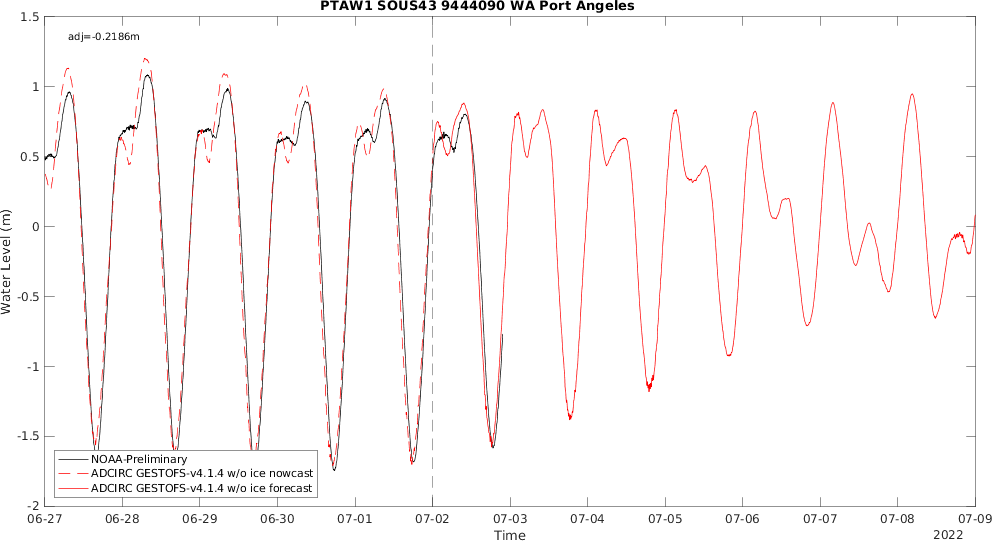 PTAW1 SOUS43 9444090 WA Port Angeles
adj=-0.2186m
1.5
1
0.5
0
-0.5
-1
-1.5
-2
Water Level (m)
NOAA-Preliminary
ADCIRC GESTOFS-v4.1.4 w/o ice nowcast
ADCIRC GESTOFS-v4.1.4 w/o ice forecast
06-27 06-28 06-29 06-30 07-01 07-02 07-03 07-04 07-05 07-06 07-07 07-08 07-09
Time
2022